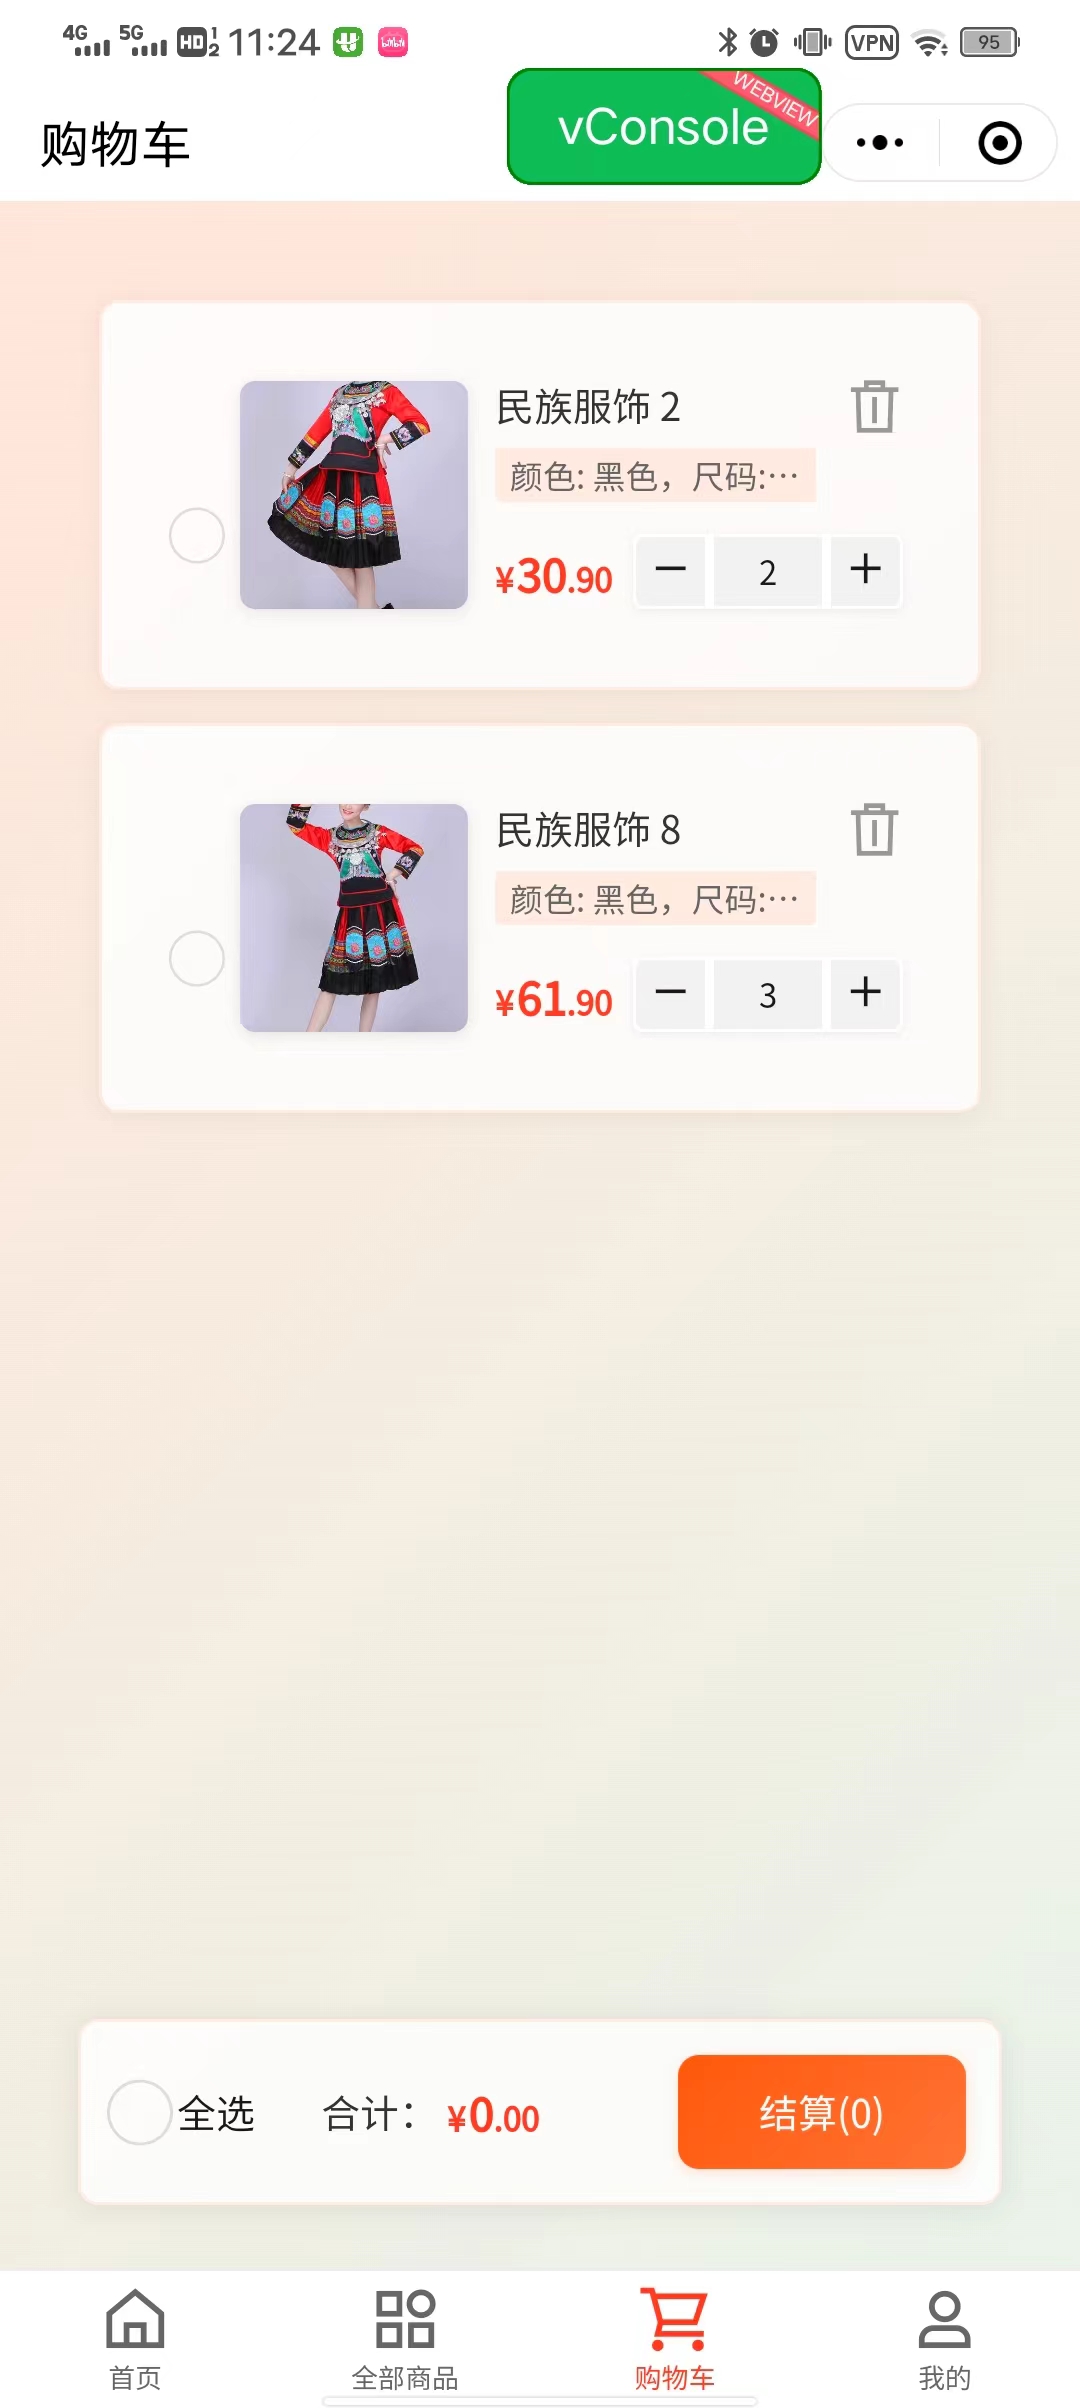 4G 5G HD 1 2 11:24 VPN 95
购物车
vConsole
WEBVIEW
民族服饰 2
颜色: 黑色，尺码:···
¥30.90
2
民族服饰 8
颜色: 黑色，尺码:···
¥61.90
3
全选 合计： ¥0.00 结算(0)
首页 全部商品 购物车 我的